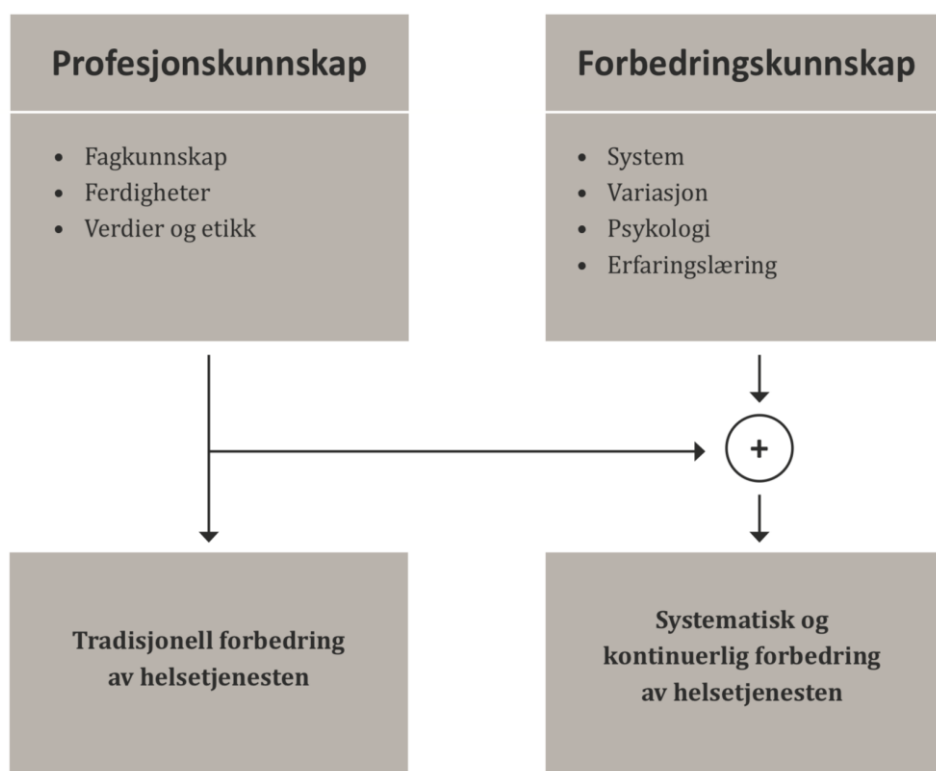 Profesjonskunnskap
• Fagkunnskap
• Ferdigheter
• Verdier og etikk
Forbedringskunnskap
• System
• Variasjon
• Psykologi
• Erfaringslæring
+
Tradisjonell forbedring
av helsetjenesten
Systematisk og
kontinuerlig forbedring
av helsetjenesten